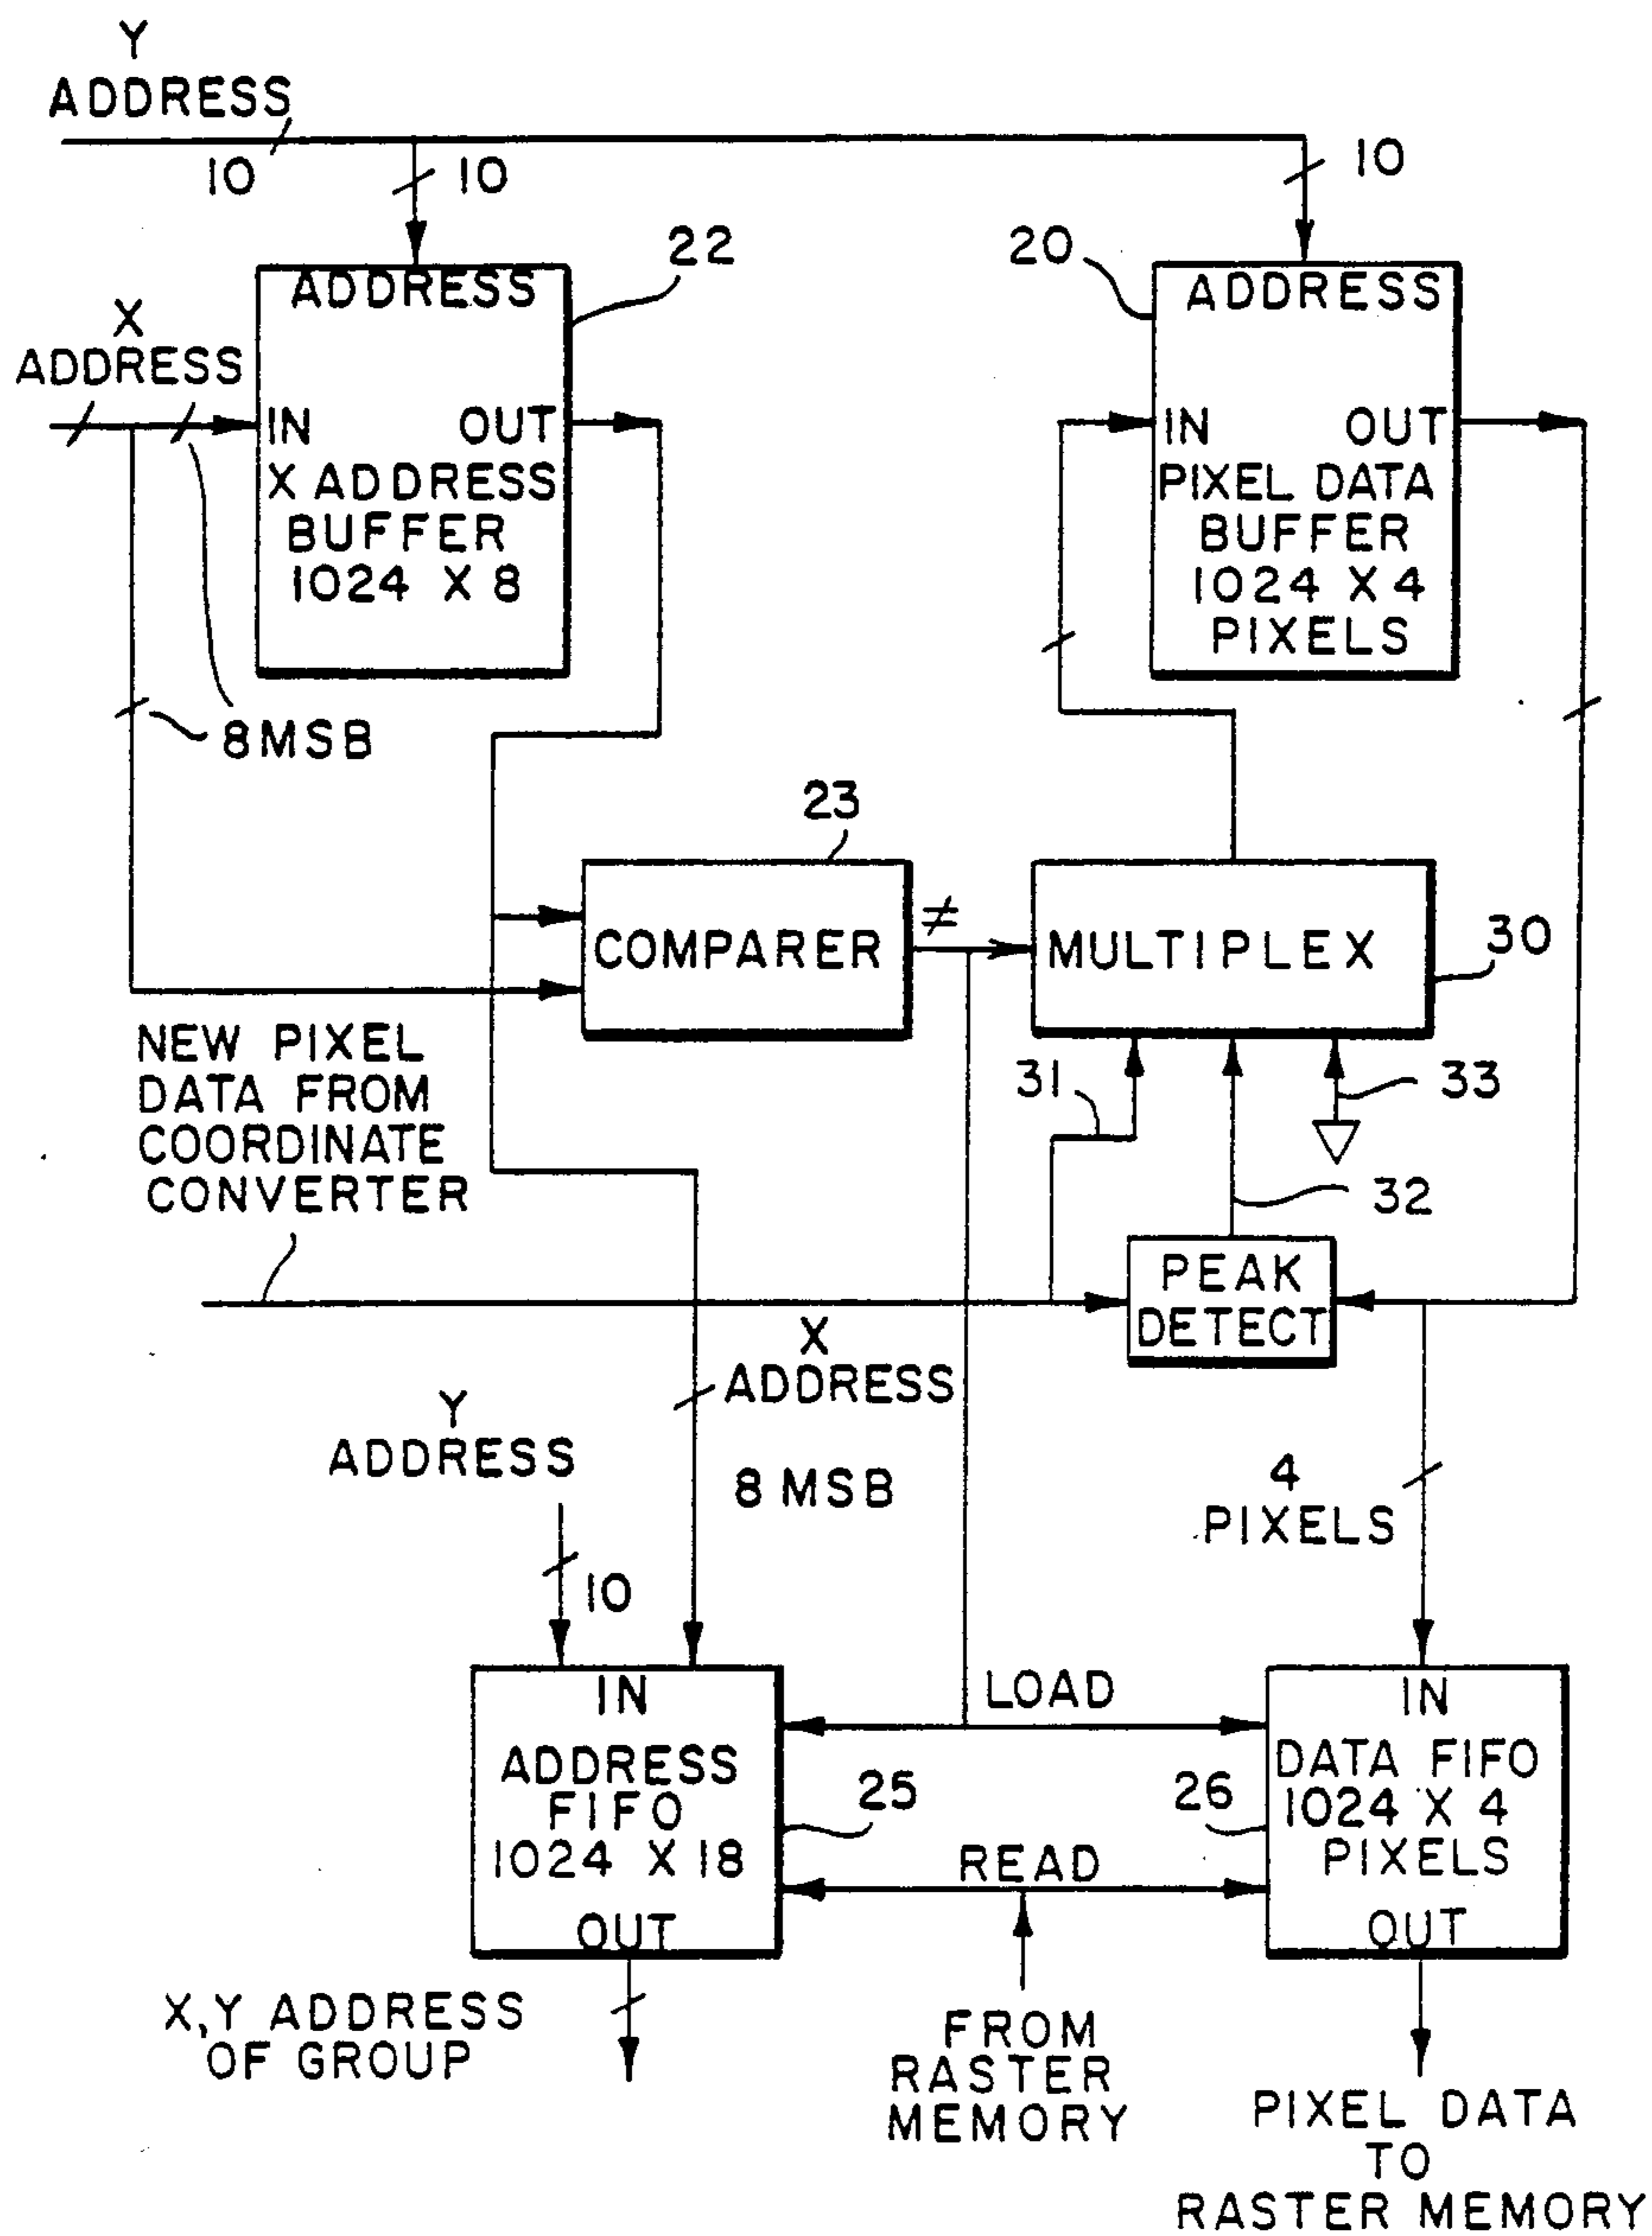 Y
ADDRESS
10
10
10
22
20
ADDRESS
X
ADDRESS
IN OUT
X ADDRESS
BUFFER
1024 X 8
ADDRESS
IN OUT
PIXEL DATA
BUFFER
1024 X 4
PIXELS
8MSB
23
COMPARER
≠
MULTIPLEX
30
NEW PIXEL
DATA FROM
COORDINATE
CONVERTER
31
33
32
PEAK
DETECT
X
ADDRESS
8 MSB
Y
ADDRESS
10
4
PIXELS
IN
ADDRESS
FIFO
1024 X 18
OUT
LOAD
25
26
READ
IN
DATA FIFO
1024 X 4
PIXELS
OUT
X,Y ADDRESS
OF GROUP
FROM
RASTER
MEMORY
PIXEL DATA
TO
RASTER MEMORY